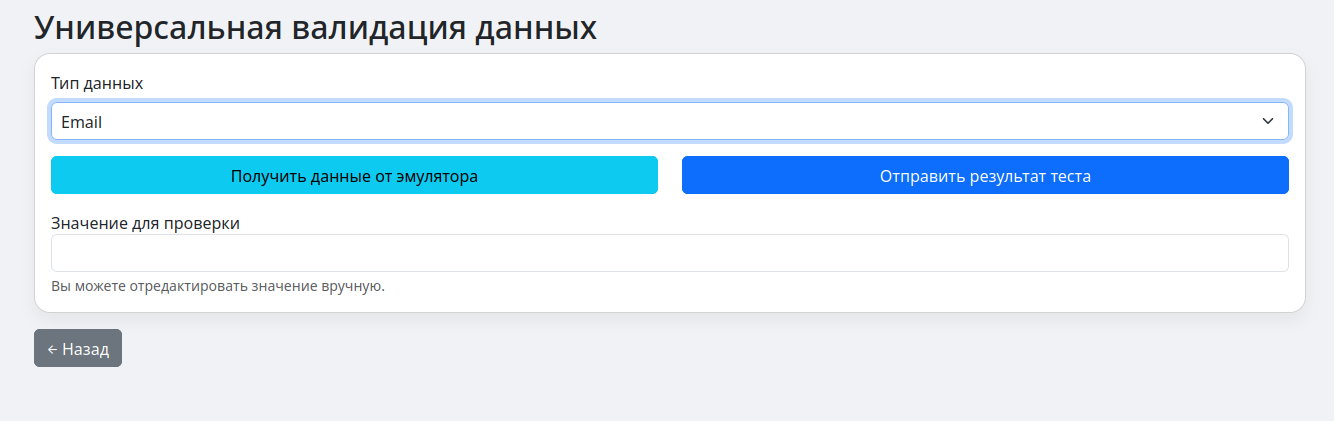 Универсальная валидация данных
Тип данных
Email
Получить данные от эмулятора
Отправить результат теста
Значение для проверки
Вы можете отредактировать значение вручную.
← Назад